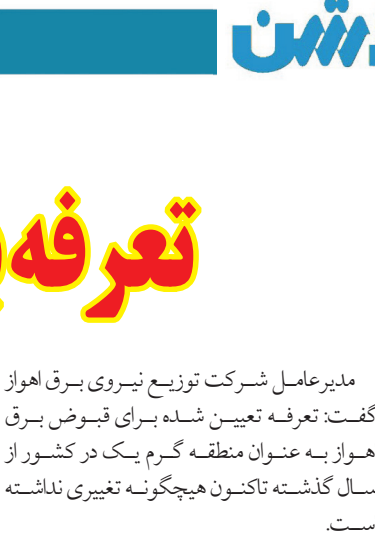 تعرفه
مدیرعامل شرکت توزیع نیروی برق اهواز
گفت: تعرفه تعیین شده برای قبوض برق
هواز به عنوان منطقه گرم یک در کشور از
سال گذشته تاکنون هیچگونه تغییری نداشته
ست.